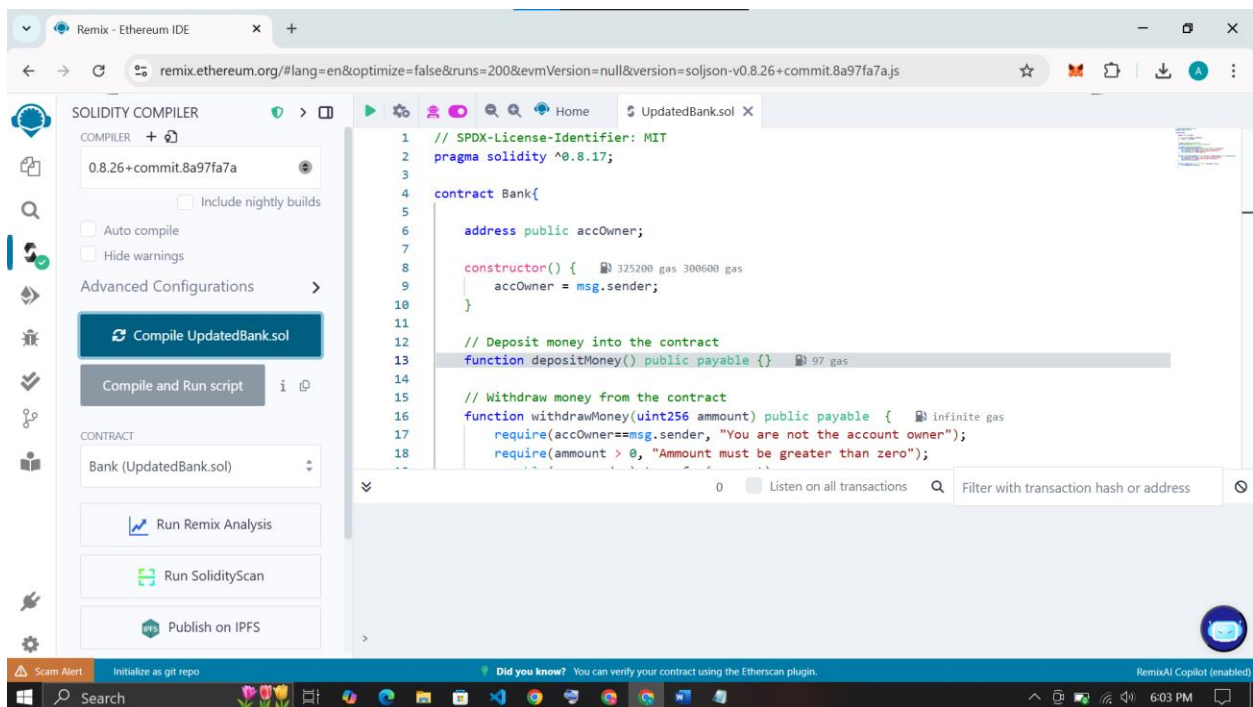 Remix - Ethereum IDE
remix.ethereum.org/#lang=en&optimize=false&runs=200&evmVersion=null&version=soljson-v0.8.26+commit.8a97fa7a.js
A
SOLIDITY COMPILER
COMPILER
0.8.26+commit.8a97fa7a
Include nightly builds
Auto compile
Hide warnings
Advanced Configurations
Compile UpdatedBank.sol
Compile and Run script
i
CONTRACT
Bank (UpdatedBank.sol)
Run Remix Analysis
Run SolidityScan
IPFS
Publish on IPFS
Home
UpdatedBank.sol
1 // SPDX-License-Identifier: MIT
2 pragma solidity ^0.8.17;
3
4 contract Bank{
5
6 address public accOwner;
7
8 constructor() { 325200 gas 300600 gas
9 accOwner = msg.sender;
10 }
11
12 // Deposit money into the contract
13 function depositMoney() public payable {} 97 gas
14
15 // Withdraw money from the contract
16 function withdrawMoney(uint256 ammount) public payable { infinite gas
17 require(accOwner==msg.sender, "You are not the account owner");
18 require(ammount > 0, "Ammount must be greater than zero");
0
Listen on all transactions
Filter with transaction hash or address
>
Scam Alert
Initialize as git repo
Did you know? You can verify your contract using the Etherscan plugin.
RemixAI Copilot (enabled)
Search
6:03 PM